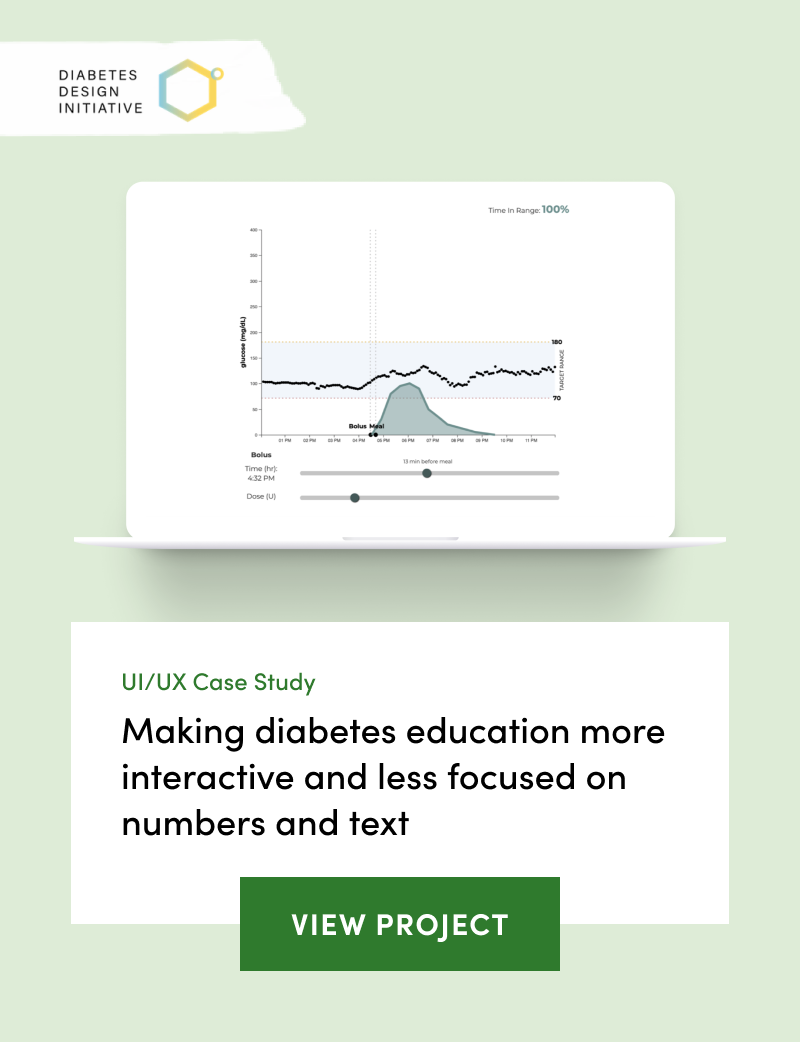 DIABETES
DESIGN
INITIATIVE
Time In Range: 100%
400
350
300
250
200
150
100
50
0
glucose (mg/dL)
180
TARGET RANGE
70
Bolus Meal
01 PM 02 PM 03 PM 04 PM 05 PM 06 PM 07 PM 08 PM 09 PM 10 PM 11 PM
Bolus
13 min before meal
Time (hr):
4:32 PM
Dose (U)
UI/UX Case Study
Making diabetes education more
interactive and less focused on
numbers and text
VIEW PROJECT